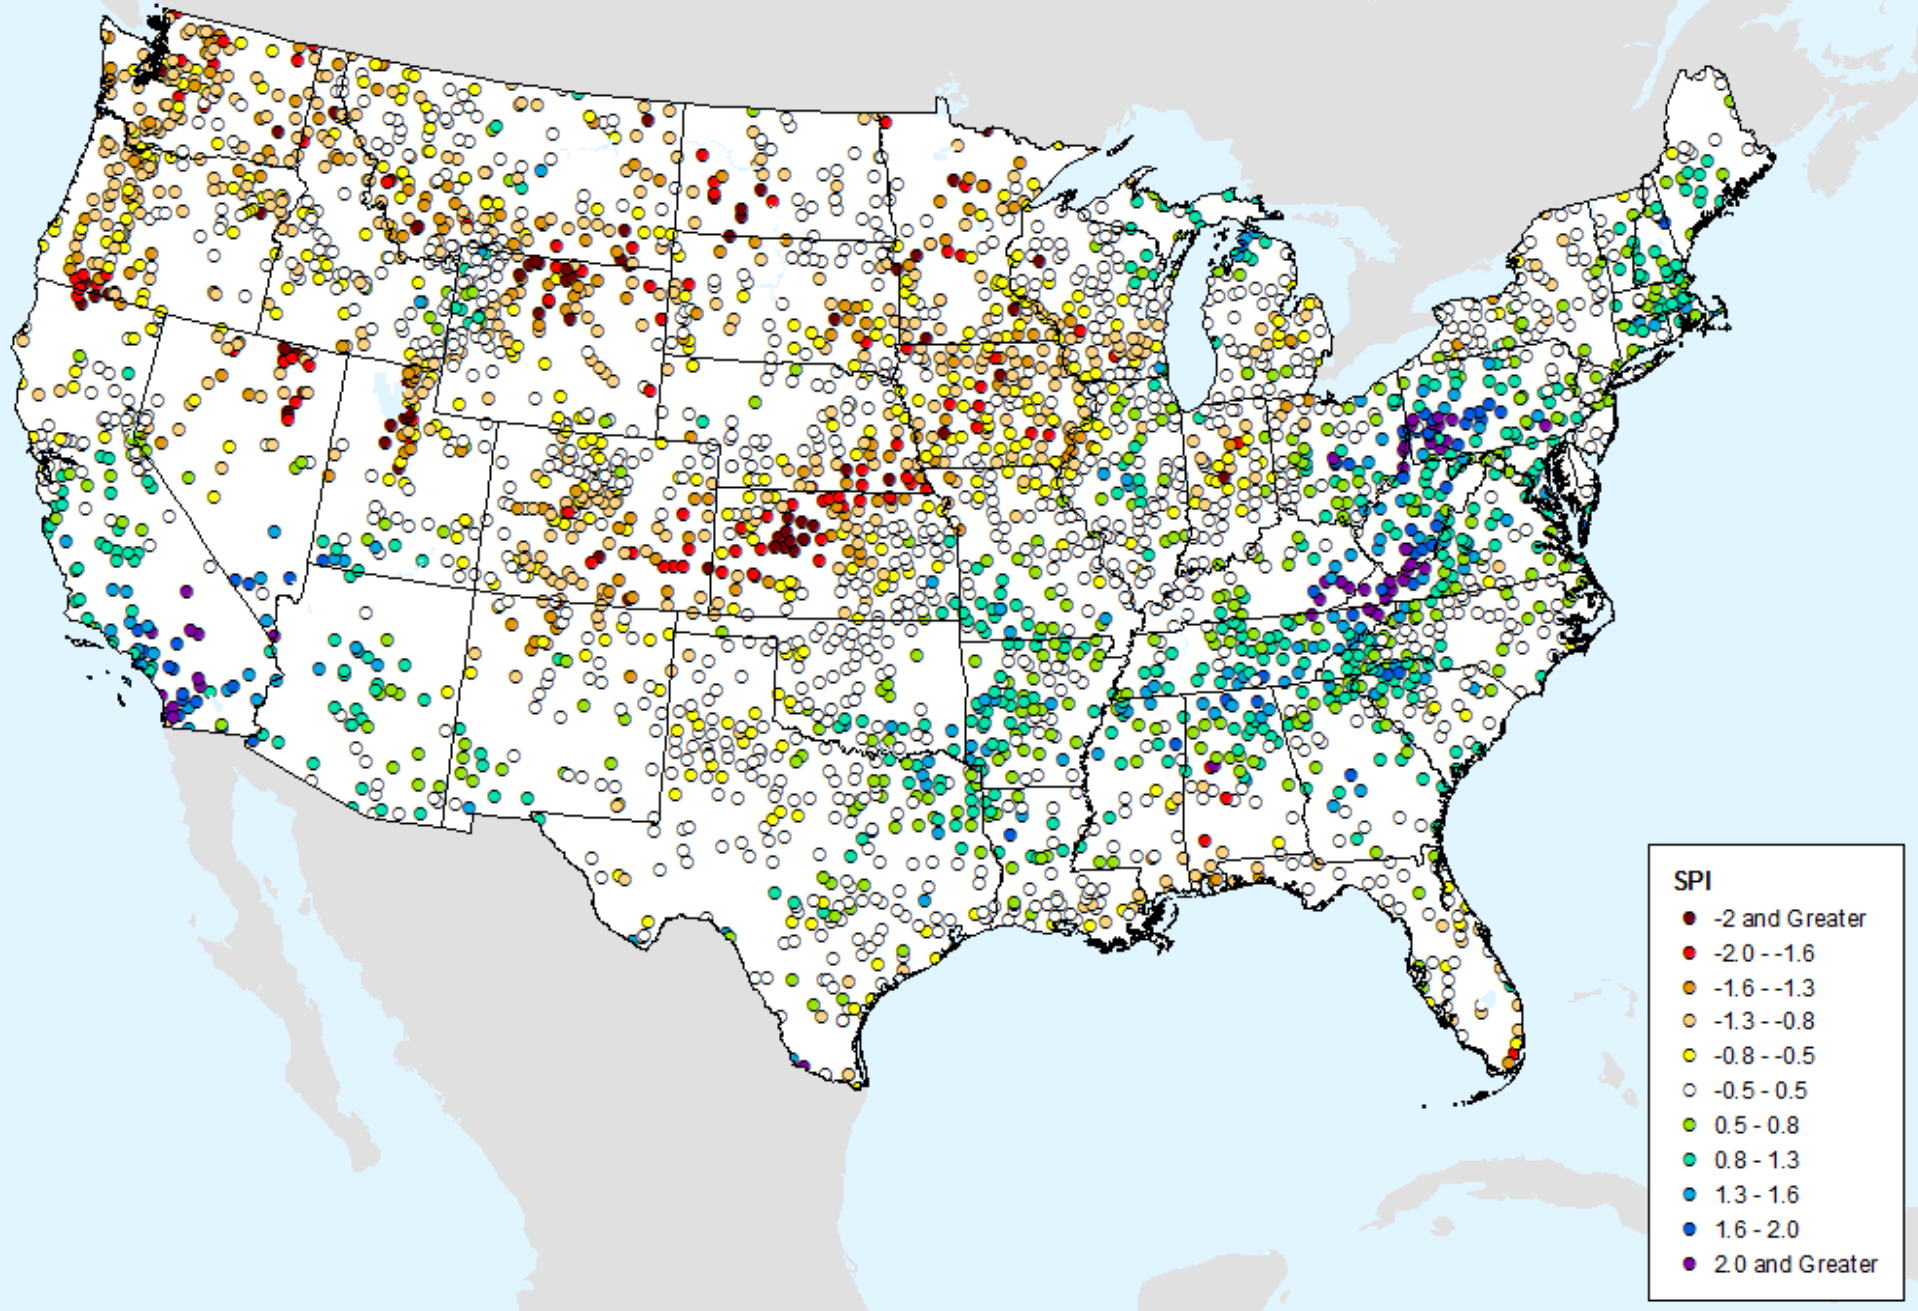 SPI
-2 and Greater
-2.0 - -1.6
-1.6 - -1.3
-1.3 - -0.8
-0.8 - -0.5
-0.5 - 0.5
0.5 - 0.8
0.8 - 1.3
1.3 - 1.6
1.6 - 2.0
2.0 and Greater